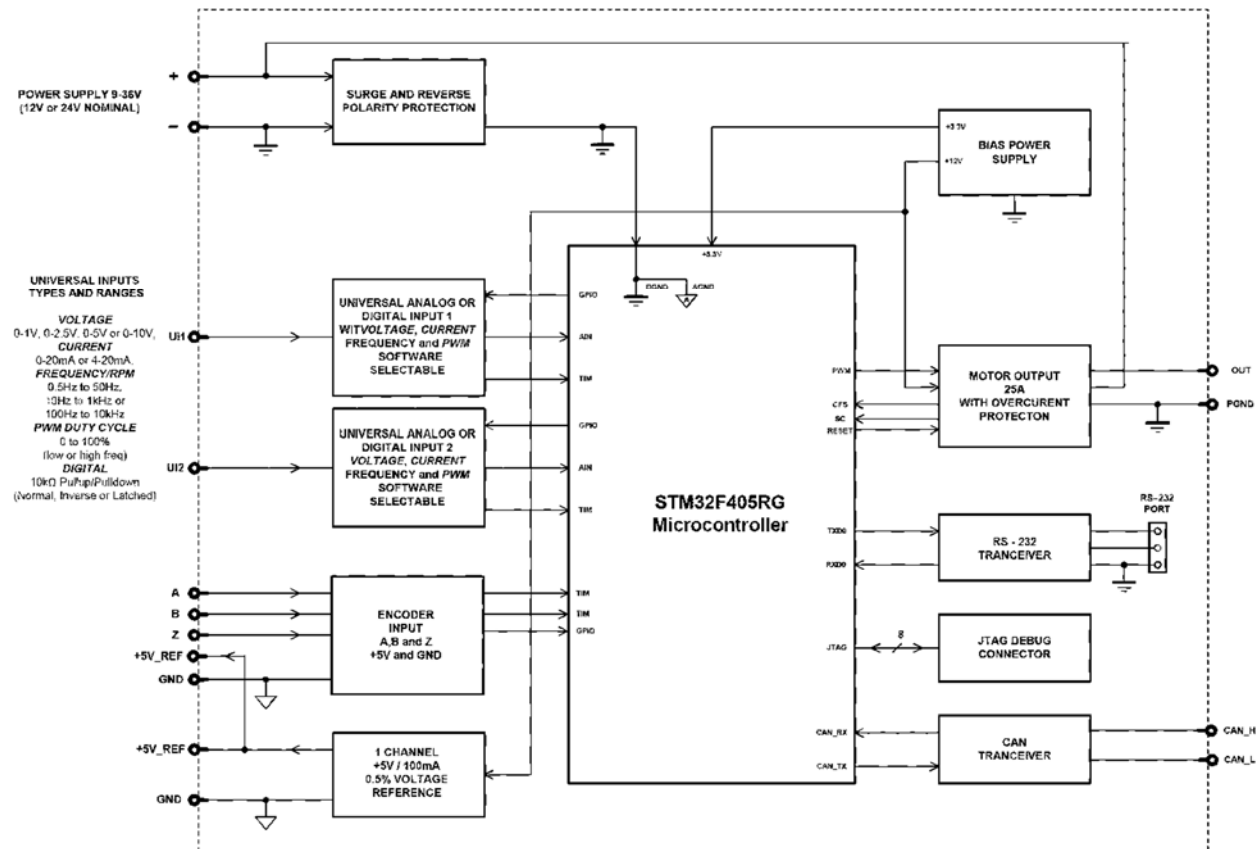 POWER SUPPLY 9-36V
(12V or 24V NOMINAL)
+
-
SURGE AND REVERSE
POLARITY PROTECTION
+3.3V
+12V
BIAS POWER
SUPPLY
UNIVERSAL INPUTS
TYPES AND RANGES
VOLTAGE
0-1V, 0-2.5V, 0-5V or 0-10V,
CURRENT
0-20mA or 4-20mA,
FREQUENCY/RPM
0.5Hz to 50Hz,
10Hz to 1kHz or
100Hz to 10kHz
PWM DUTY CYCLE
0 to 100%
(low or high freq)
DIGITAL
10kΩ Pullup/Pulldown
(Normal, Inverse or Latched)
UI1
UNIVERSAL ANALOG OR
DIGITAL INPUT 1
WITVOLTAGE, CURRENT
FREQUENCY and PWM
SOFTWARE
SELECTABLE
GPIO
AIN
TIM
UI2
UNIVERSAL ANALOG OR
DIGITAL INPUT 2
VOLTAGE, CURRENT
FREQUENCY and PWM
SOFTWARE
SELECTABLE
GPIO
AIN
TIM
A
B
Z
+5V_REF
GND
ENCODER
INPUT
A,B and Z
+5V and GND
TIM
TIM
GPIO
+5V_REF
GND
1 CHANNEL
+5V / 100mA
0.5% VOLTAGE
REFERENCE
+3.3V
DGND
AGND
A
STM32F405RG
Microcontroller
PWM
CFS
SC
RESET
MOTOR OUTPUT
25A
WITH OVERCURENT
PROTECTON
OUT
PGND
TXD0
RXD0
RS - 232
TRANCEIVER
RS-232
PORT
JTAG
8
JTAG DEBUG
CONNECTOR
CAN_RX
CAN_TX
CAN
TRANCEIVER
CAN_H
CAN_L